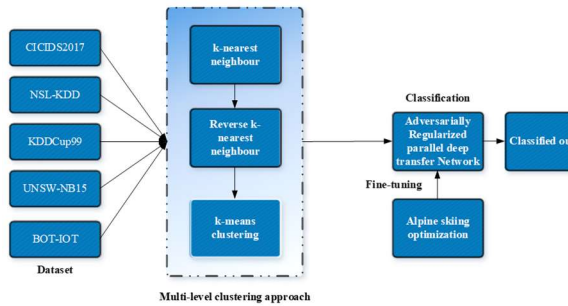 CICIDS2017
NSL-KDD
KDDCup99
UNSW-NB15
BOT-IOT
Dataset
k-nearest
neighbour
Reverse k-
nearest
neighbour
k-means
clustering
Multi-level clustering approach
Classification
Adversarially
Regularized
parallel deep
transfer Network
Fine-tuning
Alpine skiing
optimization
Classified ou